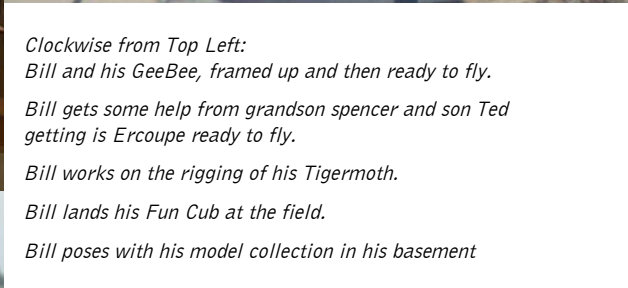 Clockwise from Top Left:
Bill and his GeeBee, framed up and then ready to fly.
Bill gets some help from grandson spencer and son Ted
getting is Ercoupe ready to fly.
Bill works on the rigging of his Tigermoth.
Bill lands his Fun Cub at the field.
Bill poses with his model collection in his basement